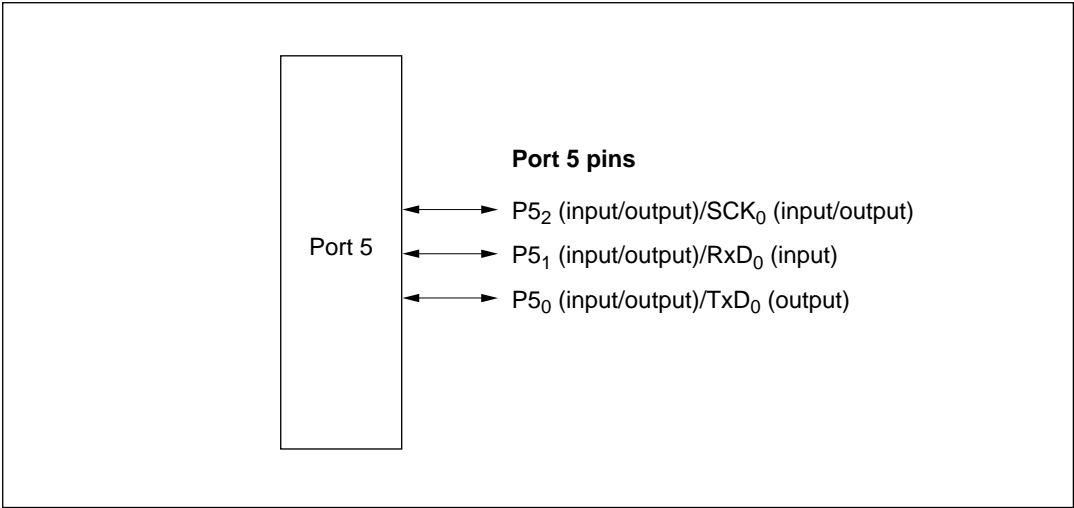 Port 5 pins
P5₂ (input/output)/SCK₀ (input/output)
Port 5
P5₁ (input/output)/RxD₀ (input)
P5₀ (input/output)/TxD₀ (output)